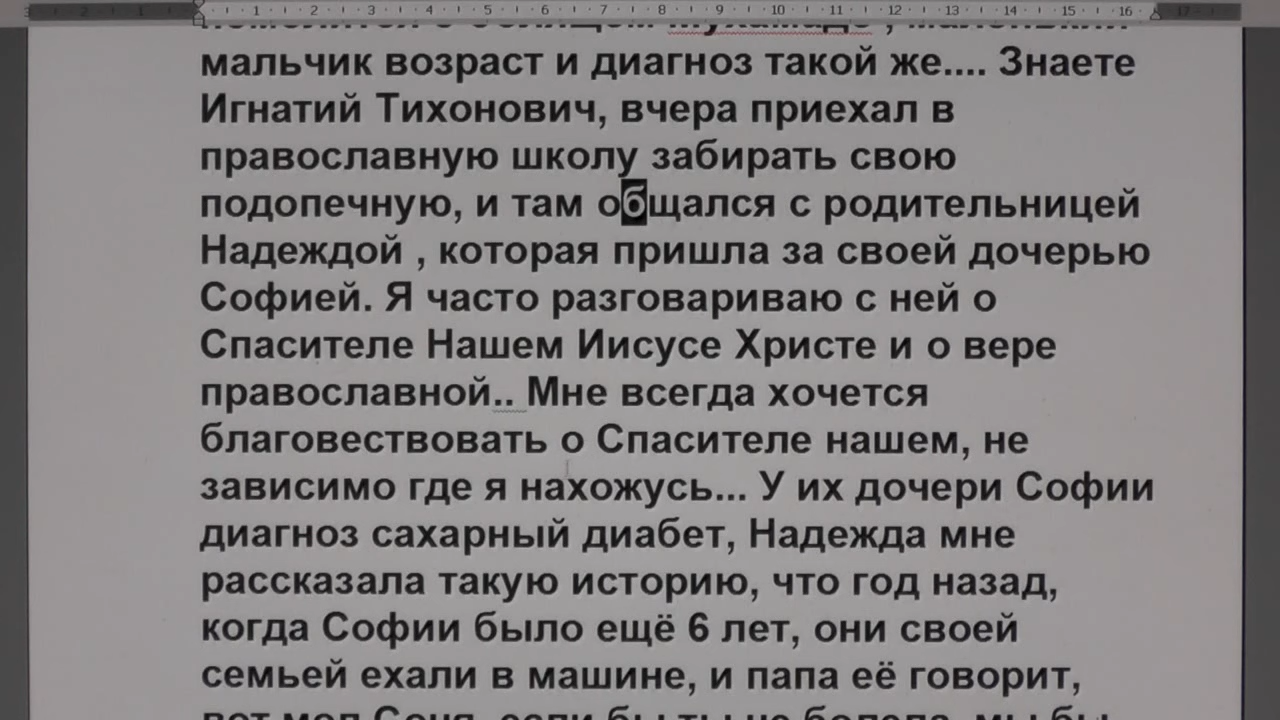 мальчик возраст и диагноз такой же.... Знаете
Игнатий Тихонович, вчера приехал в
православную школу забирать свою
подопечную, и там общался с родительницей
Надеждой , которая пришла за своей дочерью
Софией. Я часто разговариваю с ней о
Спасителе Нашем Иисусе Христе и о вере
православной.. Мне всегда хочется
благовествовать о Спасителе нашем, не
зависимо где я нахожусь... У их дочери Софии
диагноз сахарный диабет, Надежда мне
рассказала такую историю, что год назад,
когда Софии было ещё 6 лет, они своей
семьей ехали в машине, и папа её говорит,